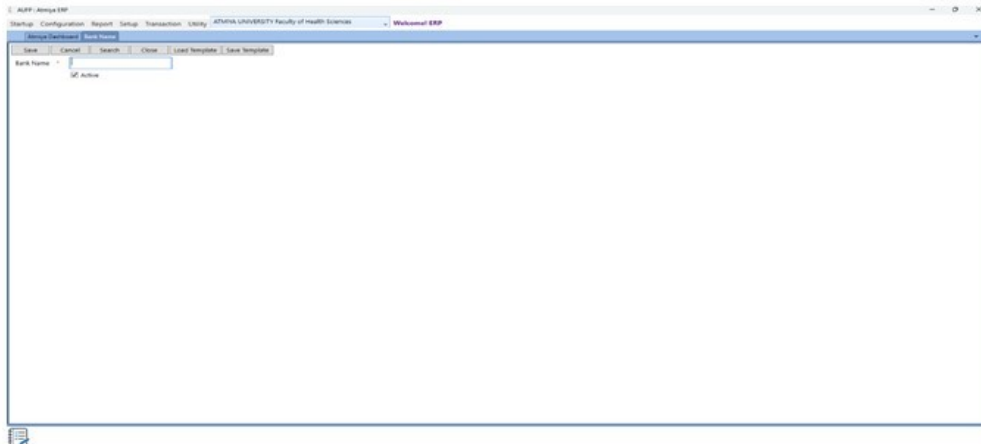 AUFP : Atmiya ERP
Startup Configuration Report Setup Transaction Utility ATMIYA UNIVERSITY Faculty of Health Sciences Welcome! ERP
Atmiya Dashboard Bank Name
Save Cancel Search Close Load Template Save Template
Bank Name *
Active